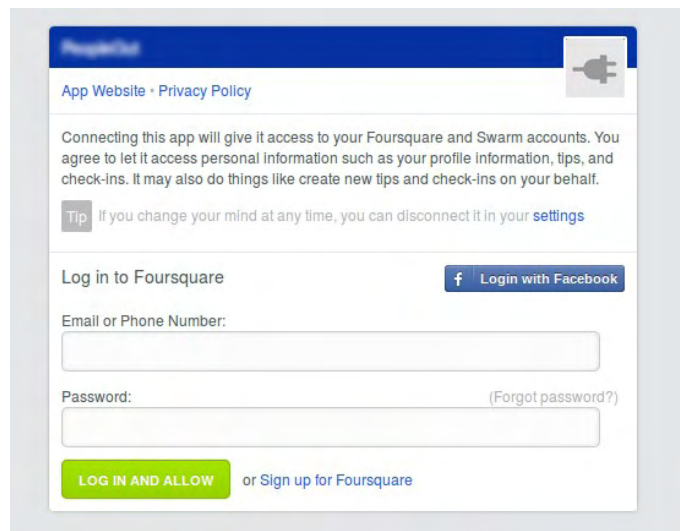 App Website • Privacy Policy
Connecting this app will give it access to your Foursquare and Swarm accounts. You
agree to let it access personal information such as your profile information, tips, and
check-ins. It may also do things like create new tips and check-ins on your behalf.
Tip If you change your mind at any time, you can disconnect it in your settings
Log in to Foursquare
f Login with Facebook
Email or Phone Number:
Password: (Forgot password?)
LOG IN AND ALLOW or Sign up for Foursquare